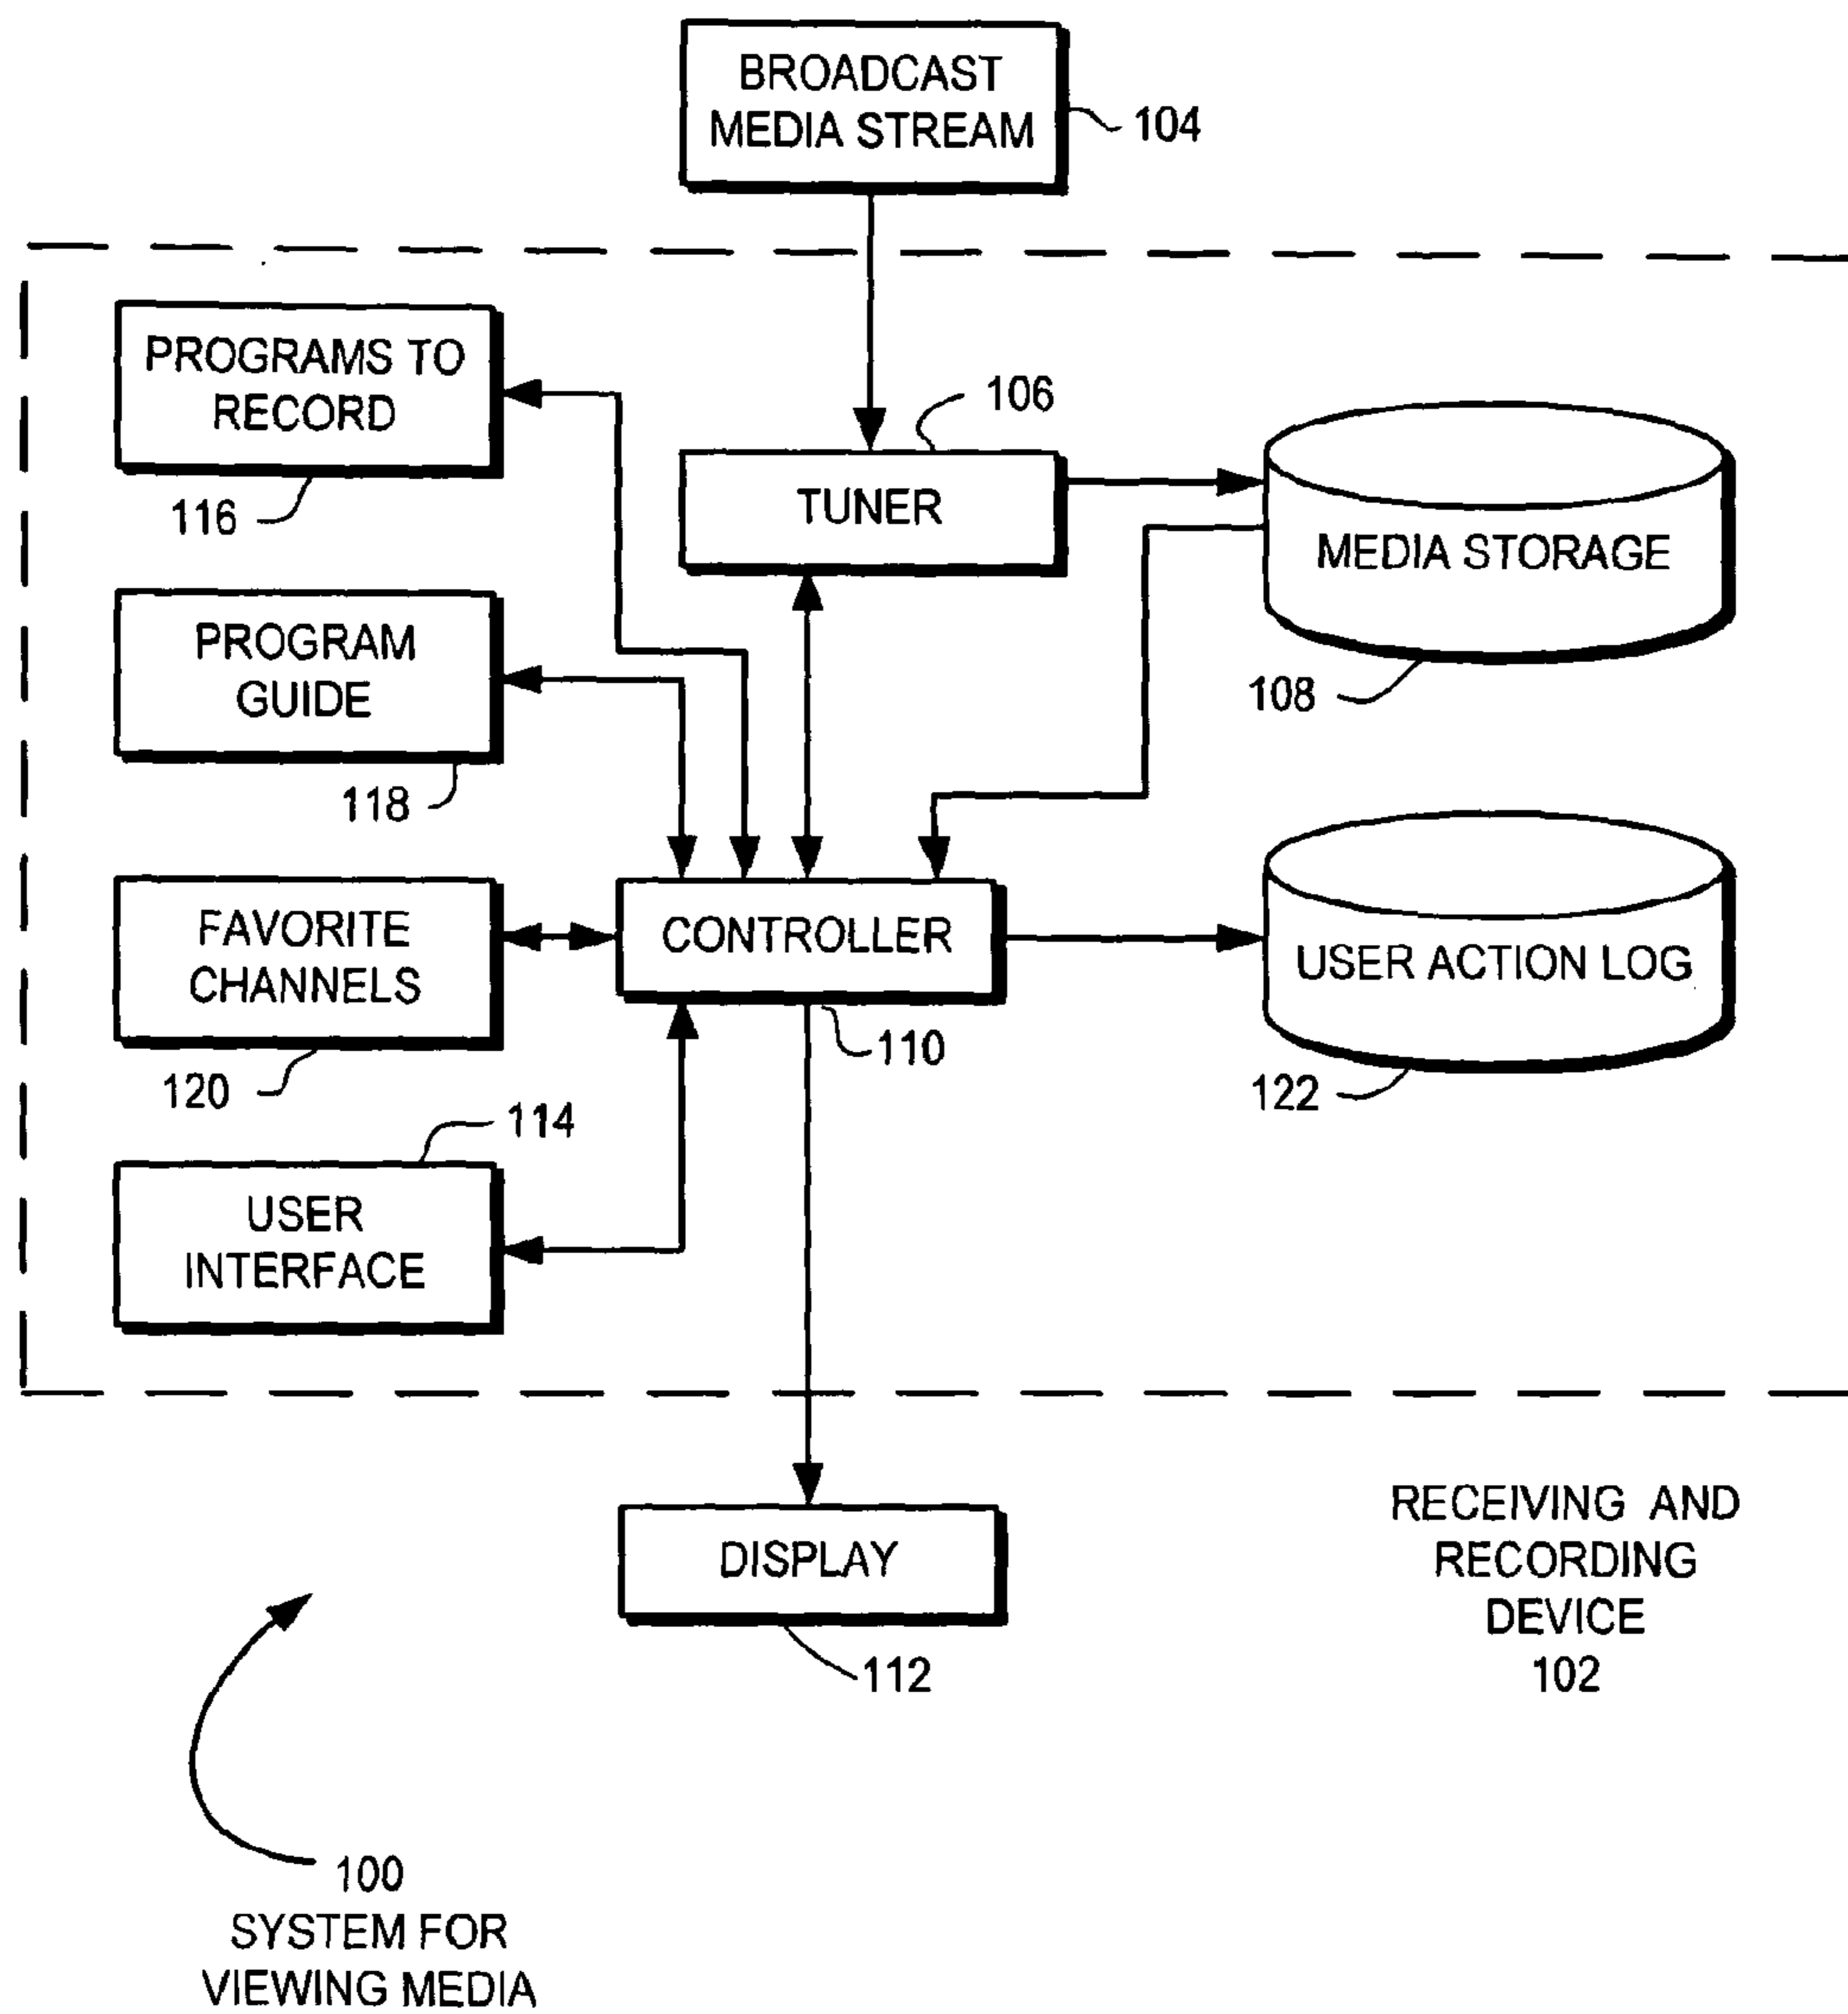 BROADCAST
MEDIA STREAM
104
PROGRAMS TO
RECORD
116
106
TUNER
MEDIA STORAGE
108
PROGRAM
GUIDE
118
FAVORITE
CHANNELS
120
CONTROLLER
110
USER ACTION LOG
122
114
USER
INTERFACE
DISPLAY
112
RECEIVING AND
RECORDING
DEVICE
102
100
SYSTEM FOR
VIEWING MEDIA